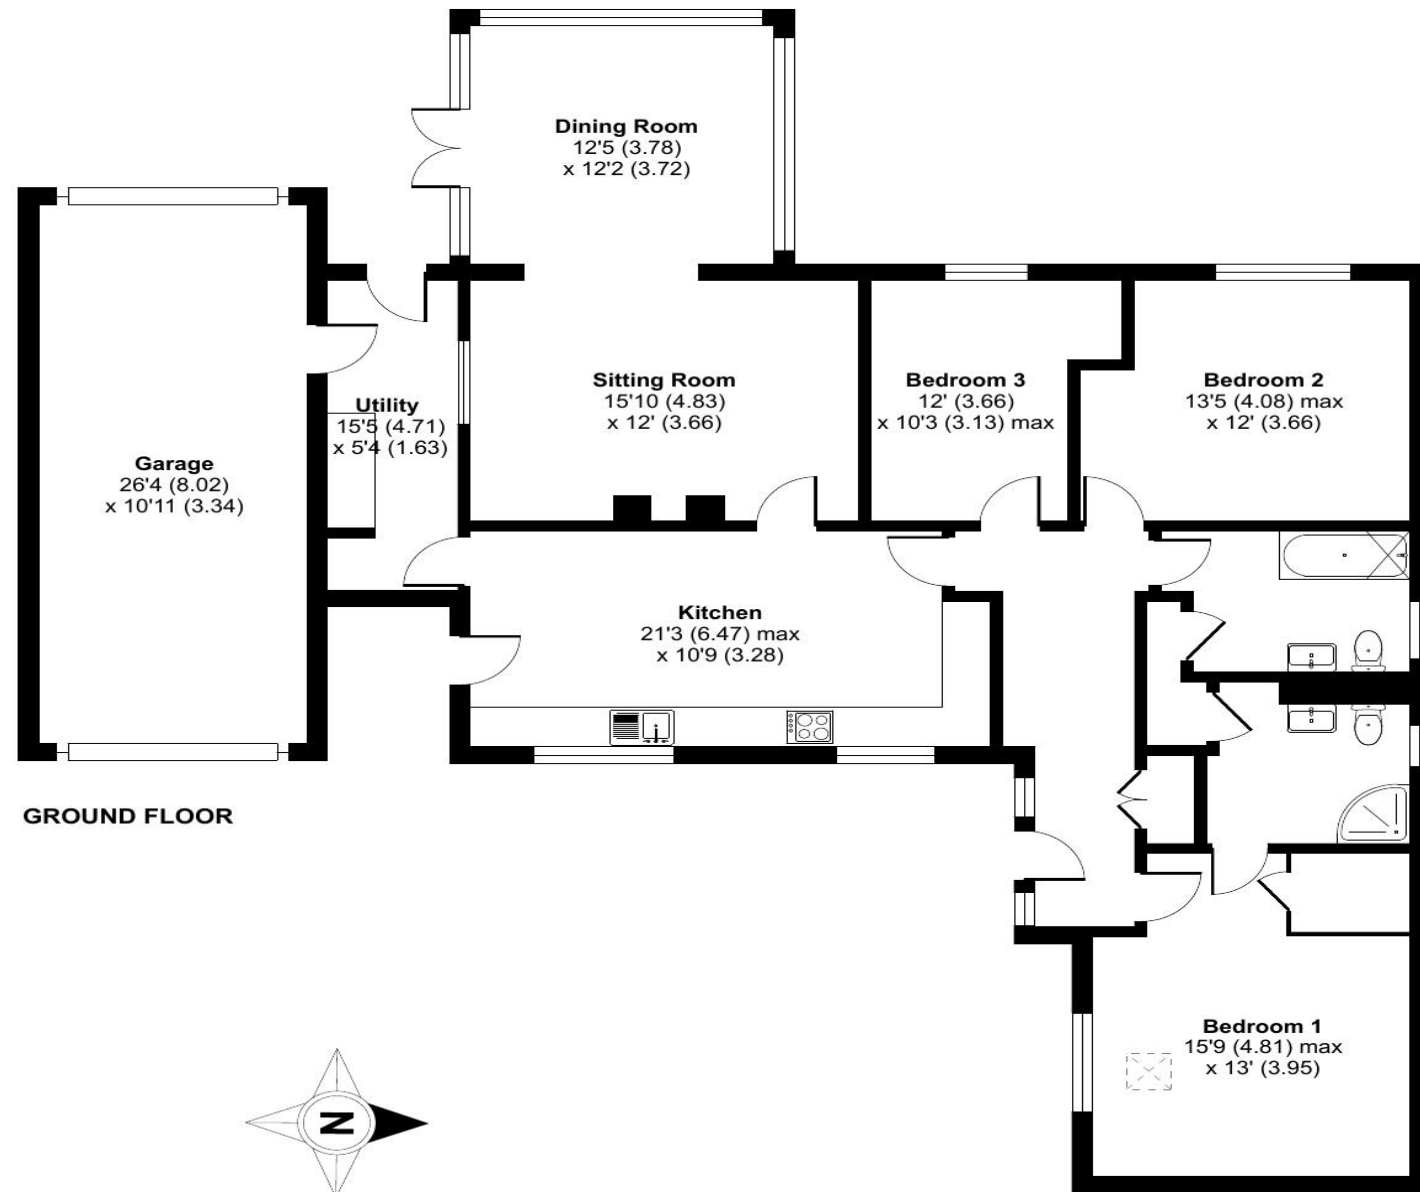 Dining Room
12'5 (3.78)
x 12'2 (3.72)
Sitting Room
15'10 (4.83)
x 12' (3.66)
Bedroom 3
12' (3.66)
x 10'3 (3.13) max
Bedroom 2
13'5 (4.08) max
x 12' (3.66)
Utility
15'5 (4.71)
x 5'4 (1.63)
Garage
26'4 (8.02)
x 10'11 (3.34)
Kitchen
21'3 (6.47) max
x 10'9 (3.28)
GROUND FLOOR
Bedroom 1
15'9 (4.81) max
x 13' (3.95)
N